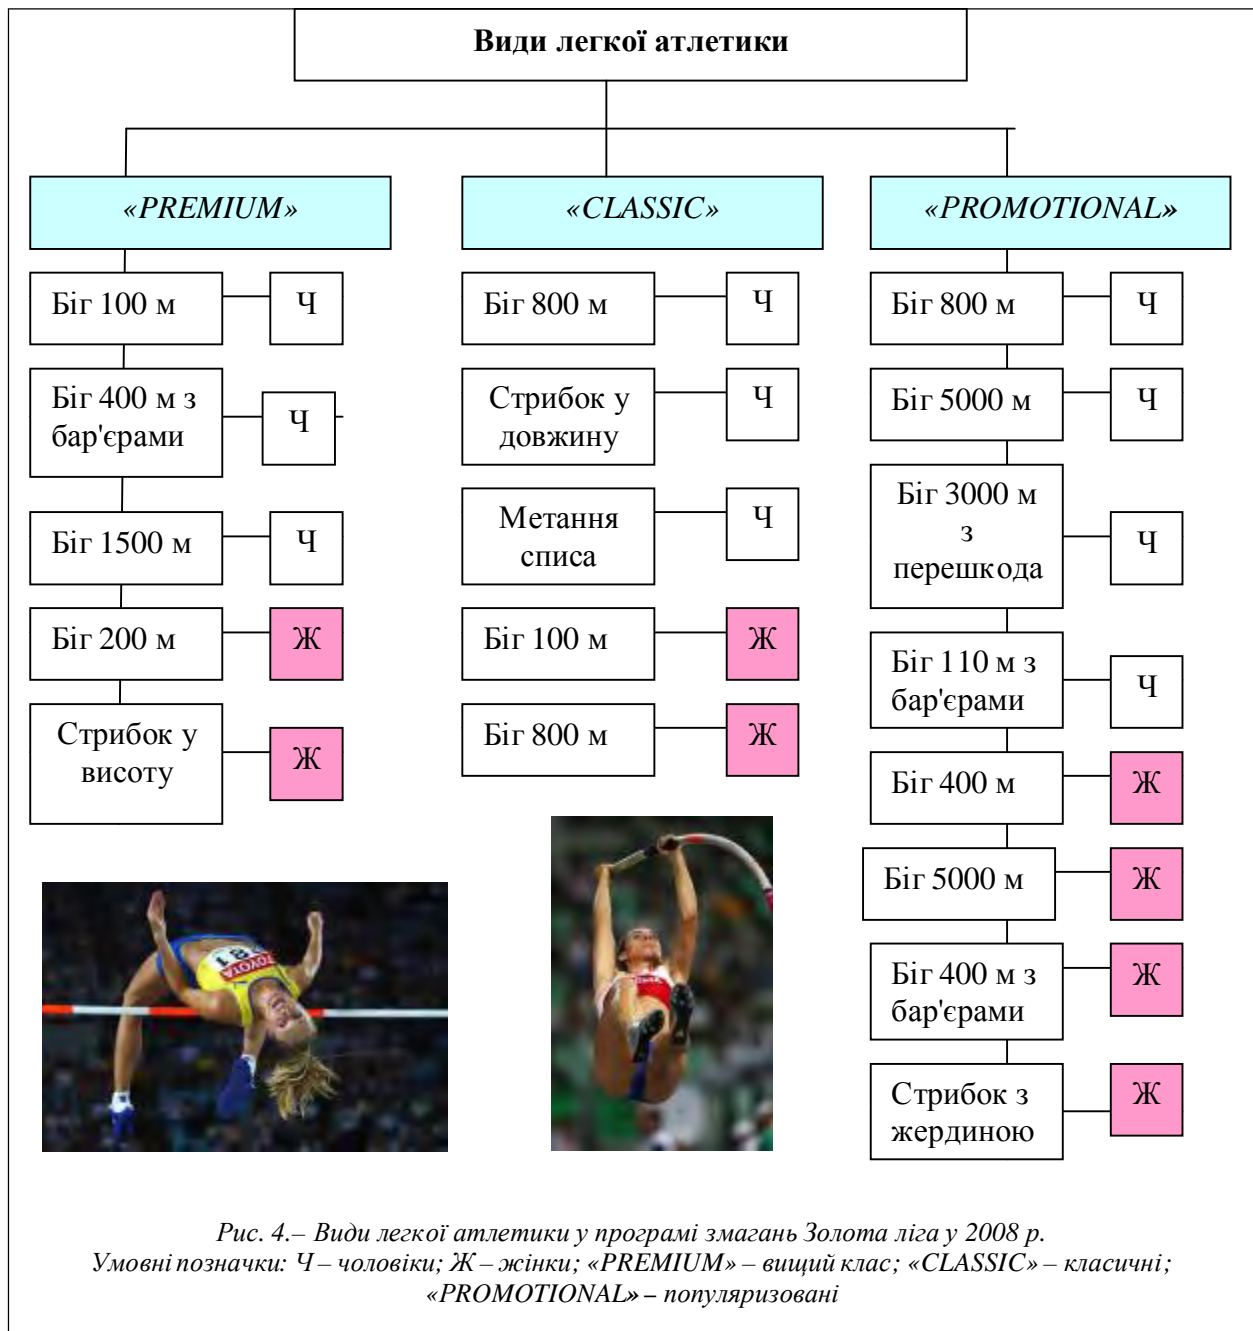 Види легкої атлетики
«PREMIUM»
Біг 100 м
Ч
Біг 400 м з
бар'єрами
Ч
Біг 1500 м
Ч
Біг 200 м
Ж
Стрибок у
висоту
Ж
«CLASSIC»
Біг 800 м
Ч
Стрибок у
довжину
Ч
Метання
списа
Ч
Біг 100 м
Ж
Біг 800 м
Ж
«PROMOTIONAL»
Біг 800 м
Ч
Біг 5000 м
Ч
Біг 3000 м
з
перешкода
Ч
Біг 110 м з
бар'єрами
Ч
Біг 400 м
Ж
Біг 5000 м
Ж
Біг 400 м з
бар'єрами
Ж
Стрибок з
жердиною
Ж
TOYOTA
Рис. 4.– Види легкої атлетики у програмі змагань Золота ліга у 2008 р.
Умовні позначки: Ч – чоловіки; Ж – жінки; «PREMIUM» – вищий клас; «CLASSIC» – класичні;
«PROMOTIONAL» – популяризовані